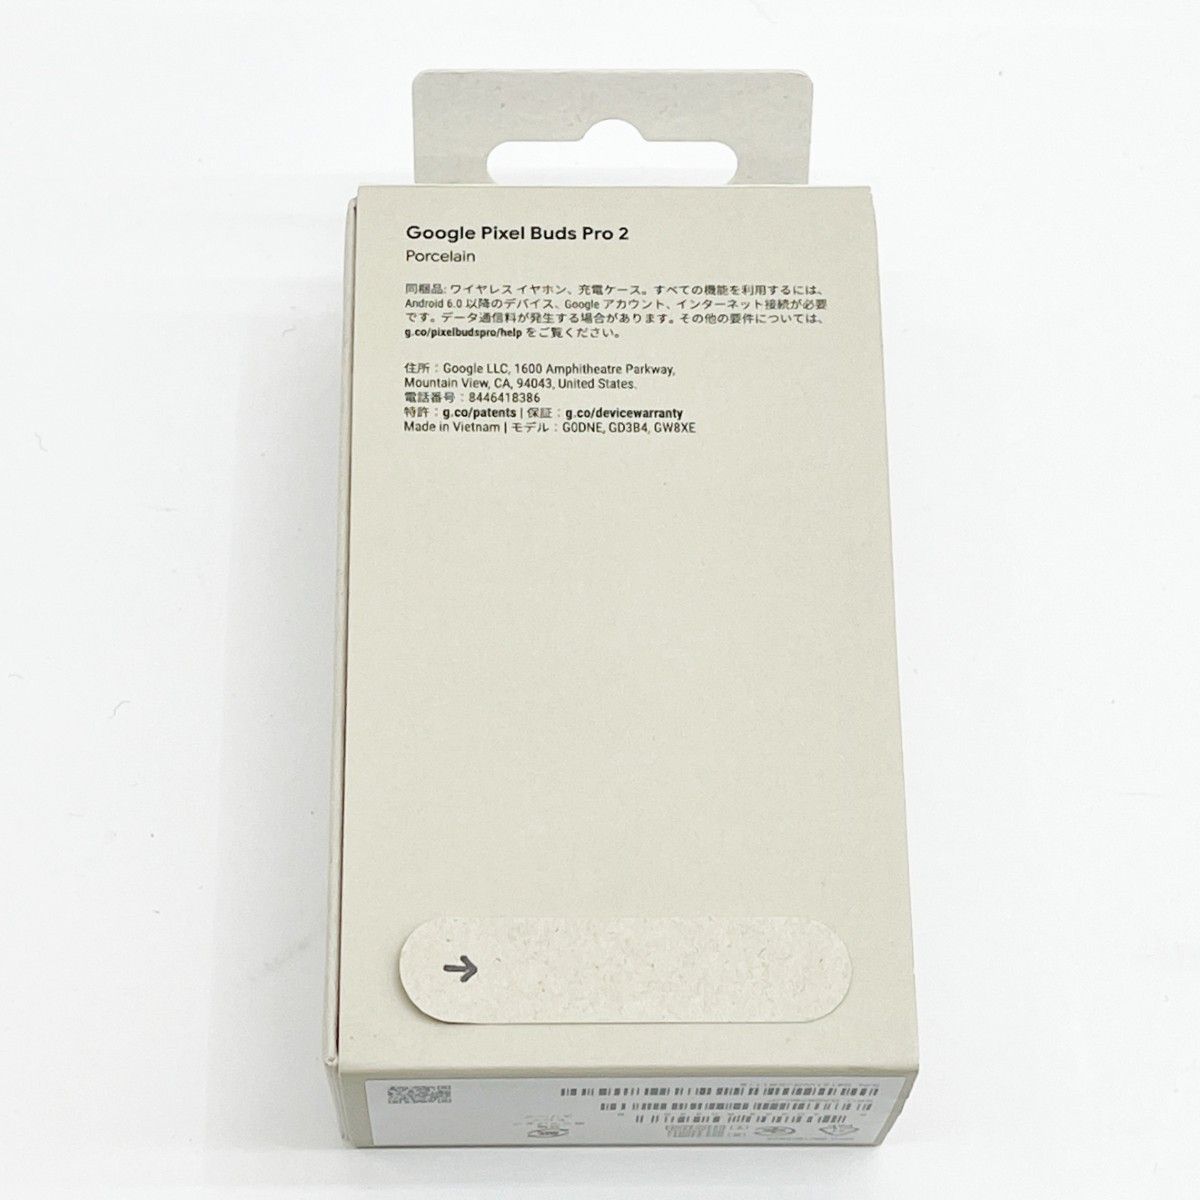 Google Pixel Buds Pro 2
Porcelain
同梱品: ワイヤレス イヤホン、充電ケース。すべての機能を利用するには、
Android 6.0 以降のデバイス、Google アカウント、インターネット接続が必要
です。データ通信料が発生する場合があります。その他の要件については、
g.co/pixelbudspro/help をご覧ください。
住所：Google LLC, 1600 Amphitheatre Parkway,
Mountain View, CA, 94043, United States.
電話番号：8446418386
特許：g.co/patents | 保証：g.co/devicewarranty
Made in Vietnam | モデル：G0DNE, GD3B4, GW8XE